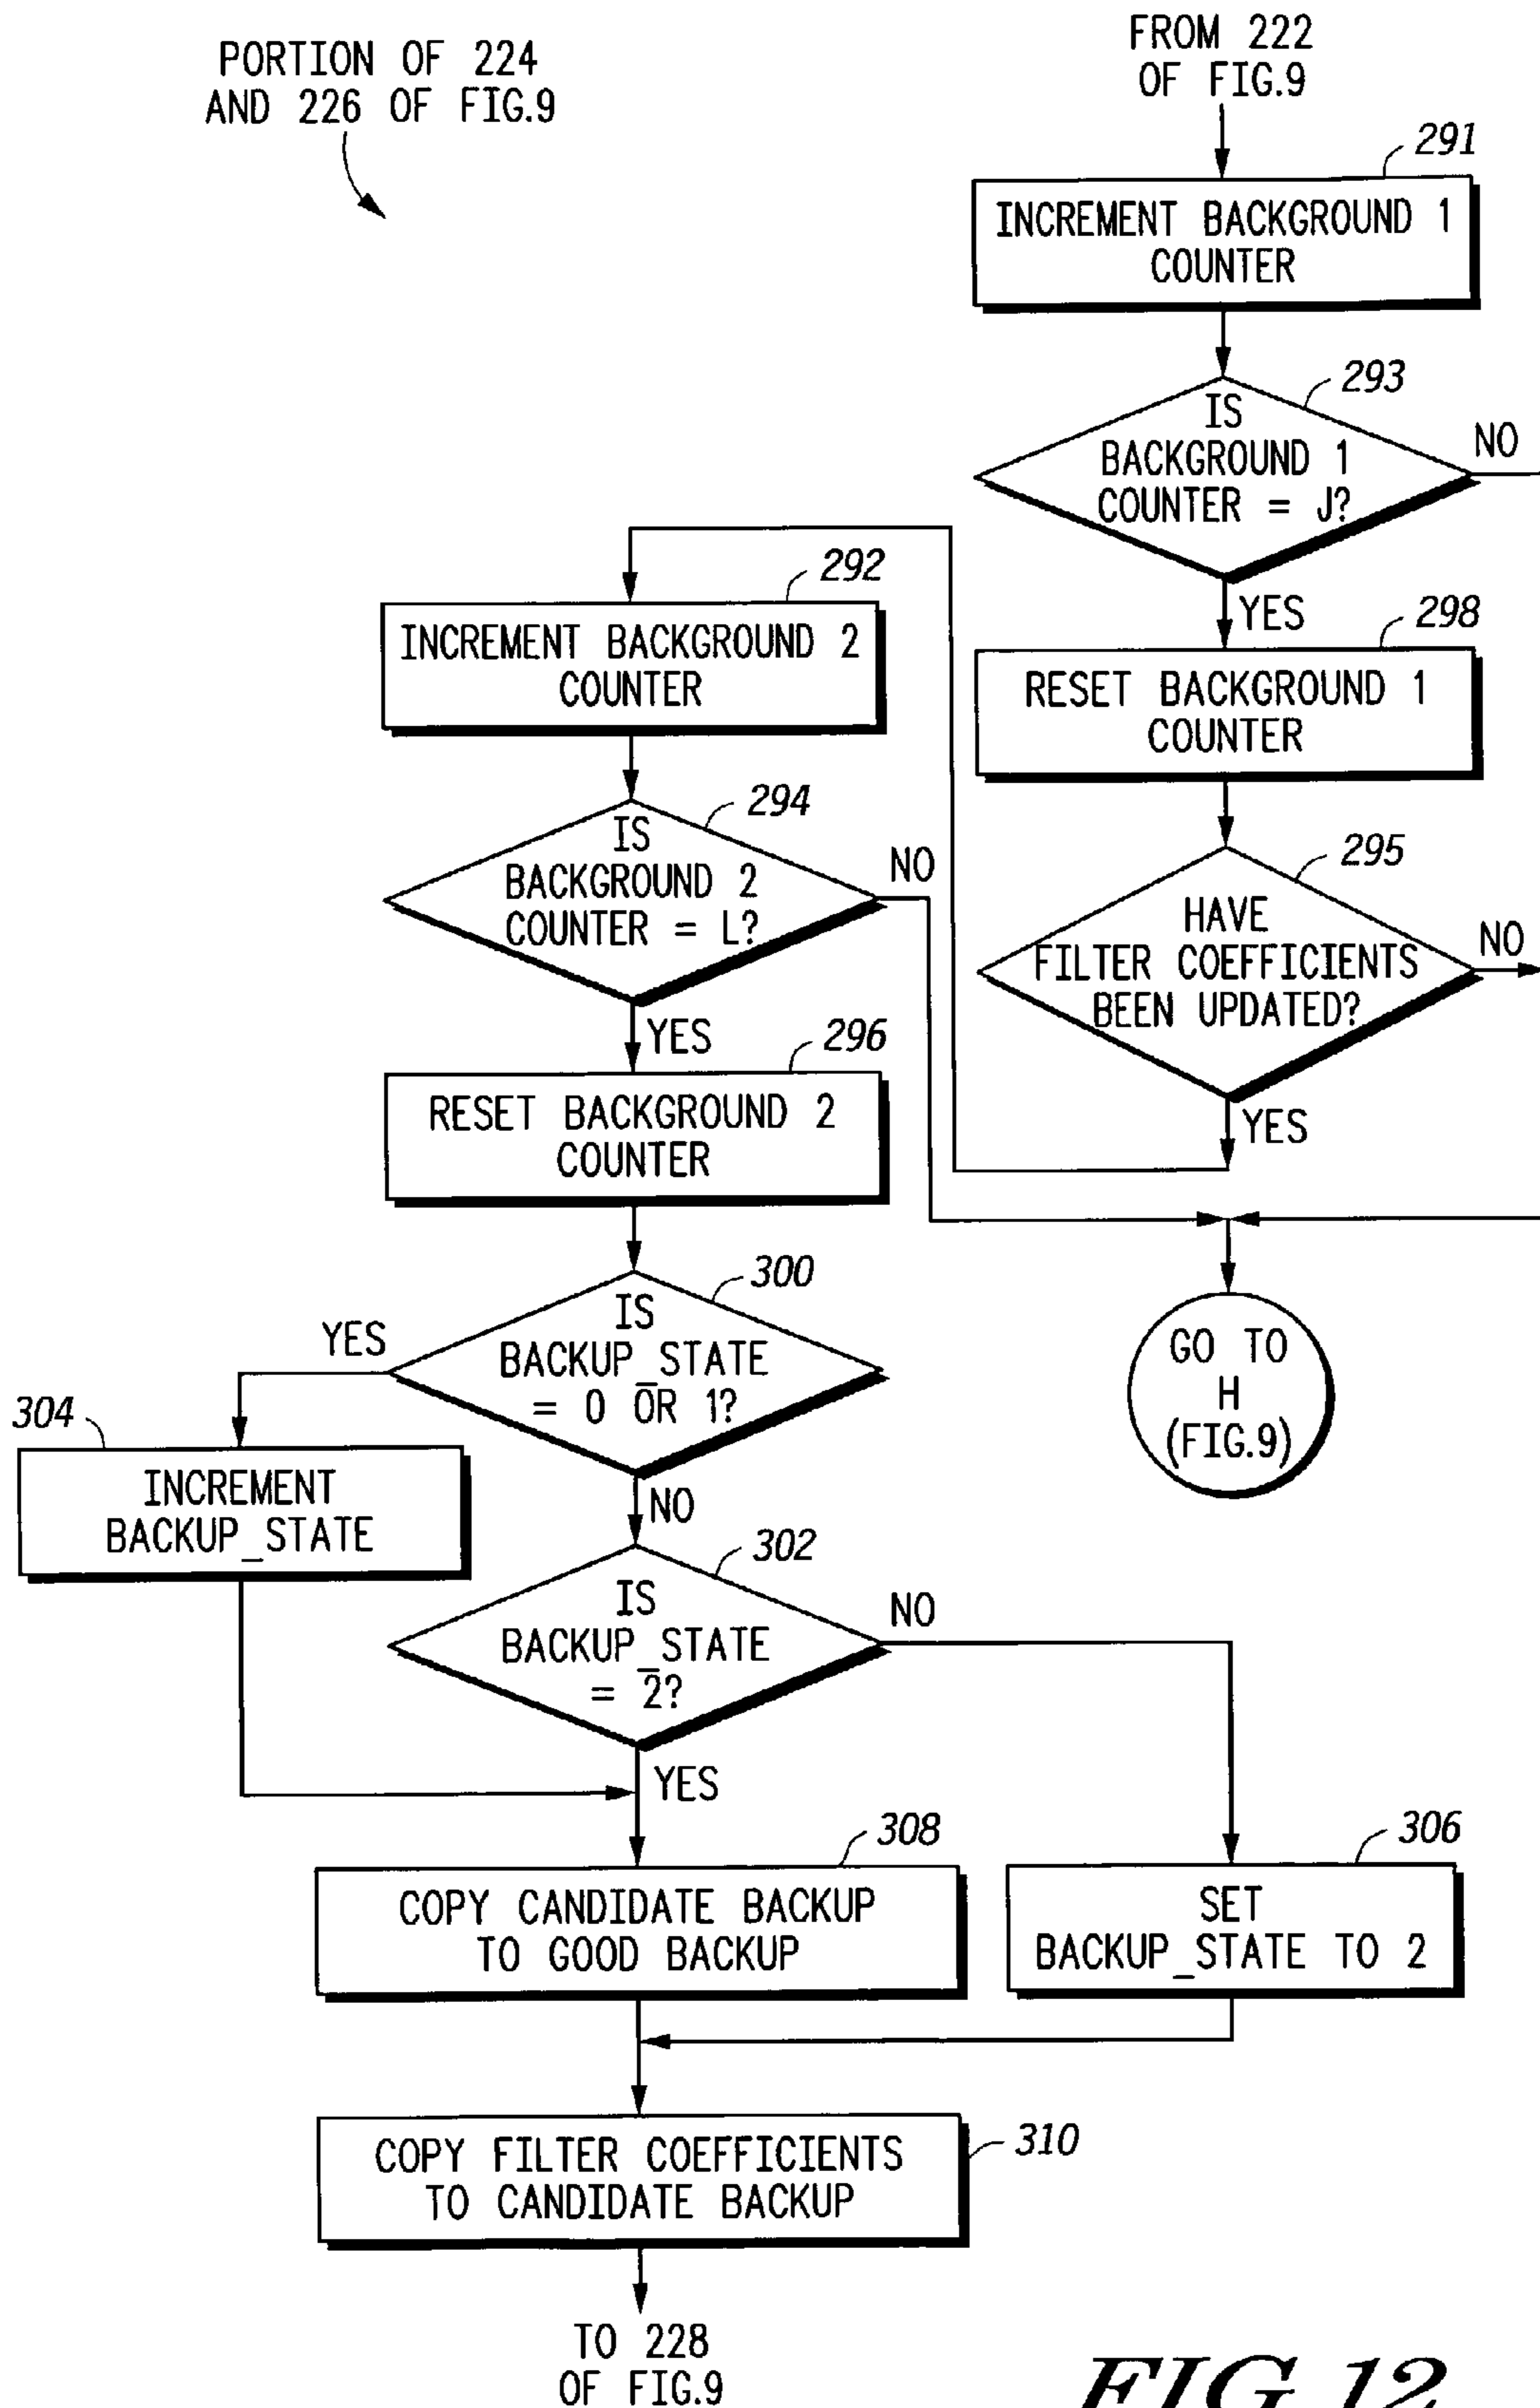 PORTION OF 224
AND 226 OF FIG.9
FROM 222
OF FIG.9
291
INCREMENT BACKGROUND 1
COUNTER
293
IS
BACKGROUND 1
COUNTER = J?
NO
YES
298
RESET BACKGROUND 1
COUNTER
295
HAVE
FILTER COEFFICIENTS
BEEN UPDATED?
NO
YES
292
INCREMENT BACKGROUND 2
COUNTER
294
IS
BACKGROUND 2
COUNTER = L?
NO
YES
296
RESET BACKGROUND 2
COUNTER
GO TO
H
(FIG.9)
300
IS
BACKUP_STATE
= 0 OR 1?
YES
NO
304
INCREMENT
BACKUP_STATE
302
IS
BACKUP_STATE
= 2?
NO
YES
308
COPY CANDIDATE BACKUP
TO GOOD BACKUP
306
SET
BACKUP_STATE TO 2
310
COPY FILTER COEFFICIENTS
TO CANDIDATE BACKUP
TO 228
OF FIG.9
FIG.12